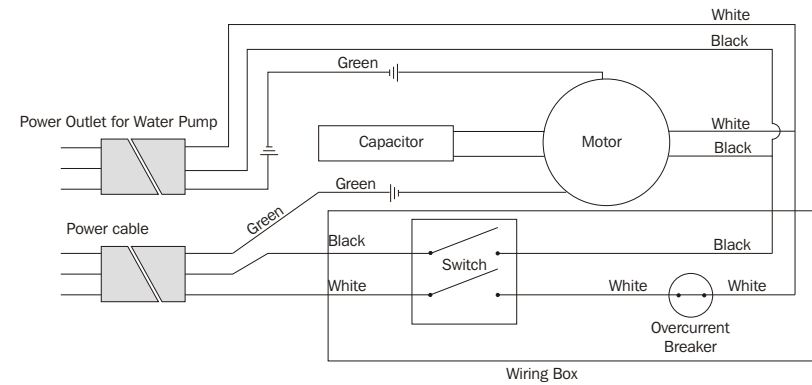 White
Black
Green
Power Outlet for Water Pump
Capacitor
Motor
White
Black
Green
Green
Power cable
Black
Switch
Black
White
White
White
Overcurrent
Breaker
Wiring Box